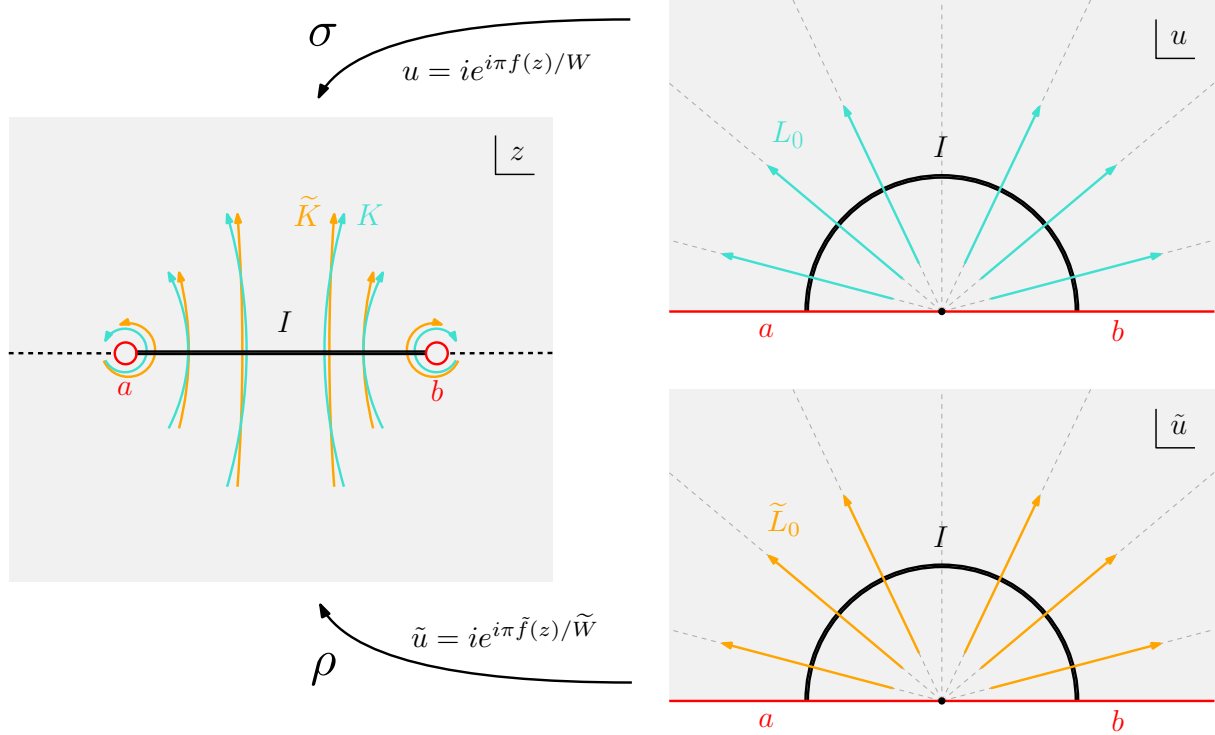 σ
u = ie^{iπf(z)/W}
z
K̃ K
I
a b
ũ = ie^{iπf̃(z)/W̃}
ρ
u
L₀
I
a b
ũ
L̃₀
I
a b